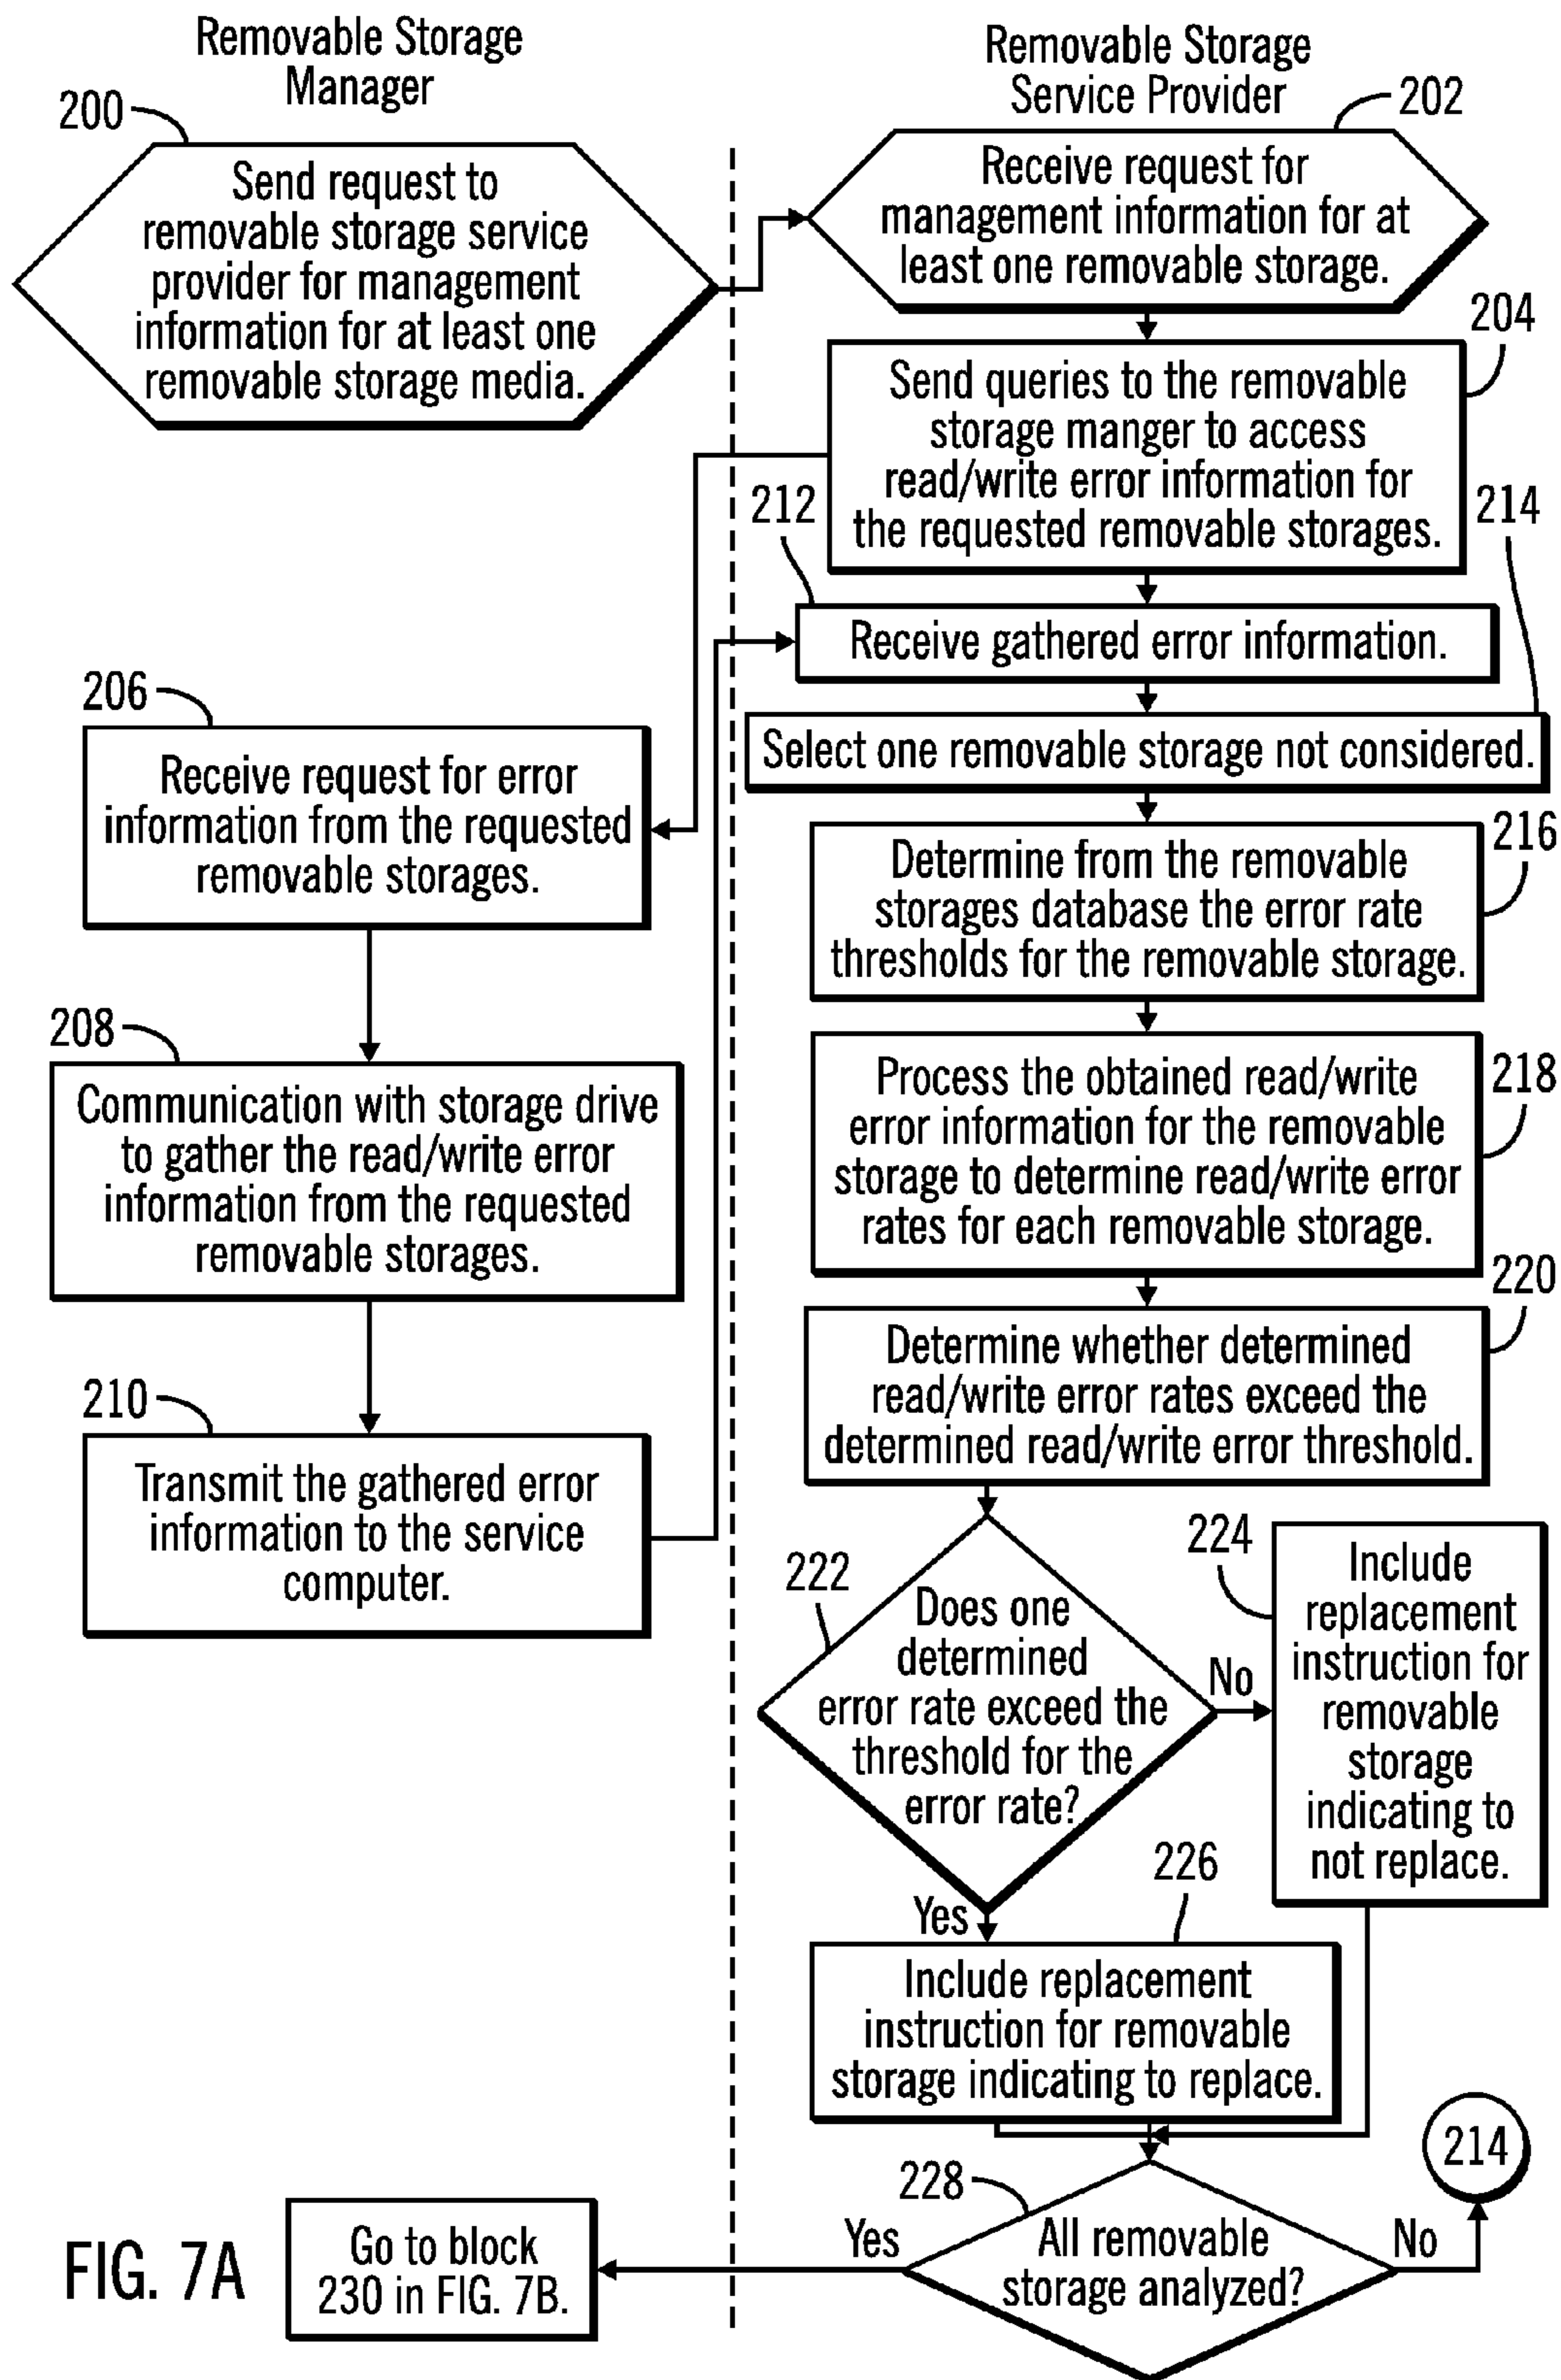 Removable Storage
Manager
200
Send request to
removable storage service
provider for management
information for at least one
removable storage media.
Removable Storage
Service Provider
202
Receive request for
management information for at
least one removable storage.
204
Send queries to the removable
storage manger to access
read/write error information for
the requested removable storages.
212
214
Receive gathered error information.
Select one removable storage not considered.
206
Receive request for error
information from the requested
removable storages.
216
Determine from the removable
storages database the error rate
thresholds for the removable storage.
208
Communication with storage drive
to gather the read/write error
information from the requested
removable storages.
218
Process the obtained read/write
error information for the removable
storage to determine read/write error
rates for each removable storage.
220
Determine whether determined
read/write error rates exceed the
determined read/write error threshold.
210
Transmit the gathered error
information to the service
computer.
222
Does one
determined
error rate exceed the
threshold for the
error rate?
No
224
Include
replacement
instruction for
removable
storage
indicating to
not replace.
Yes
226
Include replacement
instruction for removable
storage indicating to replace.
214
228
All removable
storage analyzed?
Yes
No
Go to block
230 in FIG. 7B.
FIG. 7A